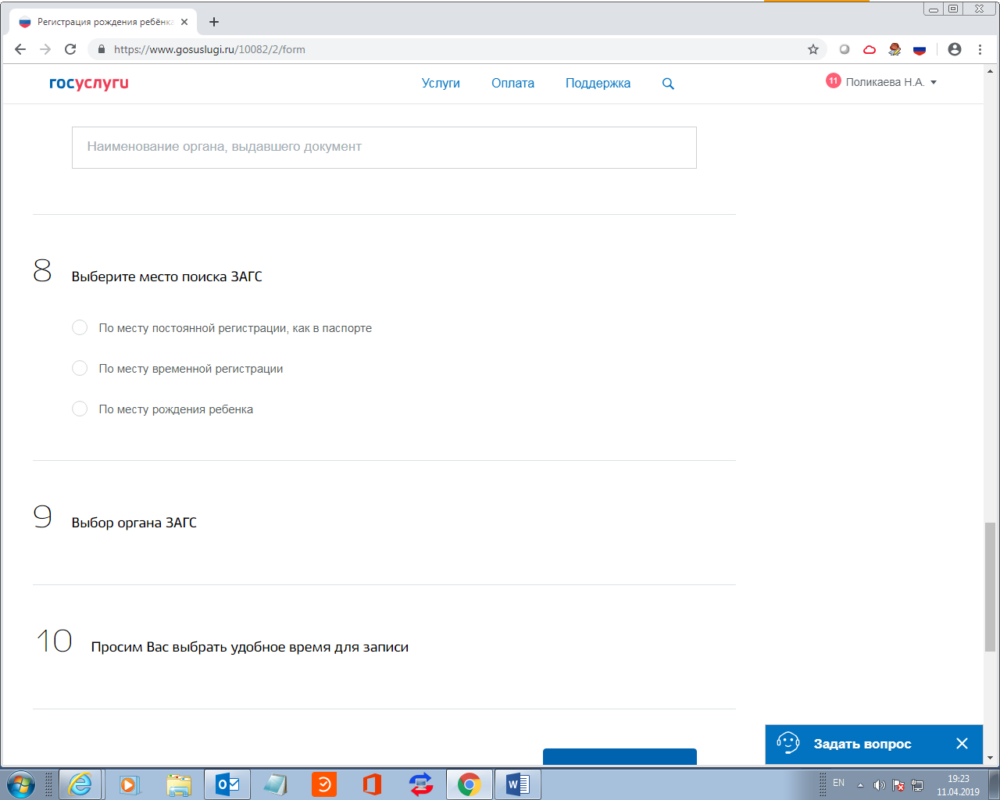 Регистрация рождения ребёнка
https://www.gosuslugi.ru/10082/2/form
госуслуги
Услуги
Оплата
Поддержка
11
Поликаева Н.А.
Наименование органа, выдавшего документ
8
Выберите место поиска ЗАГС
По месту постоянной регистрации, как в паспорте
По месту временной регистрации
По месту рождения ребенка
9
Выбор органа ЗАГС
10
Просим Вас выбрать удобное время для записи
Задать вопрос
EN
19:23
11.04.2019